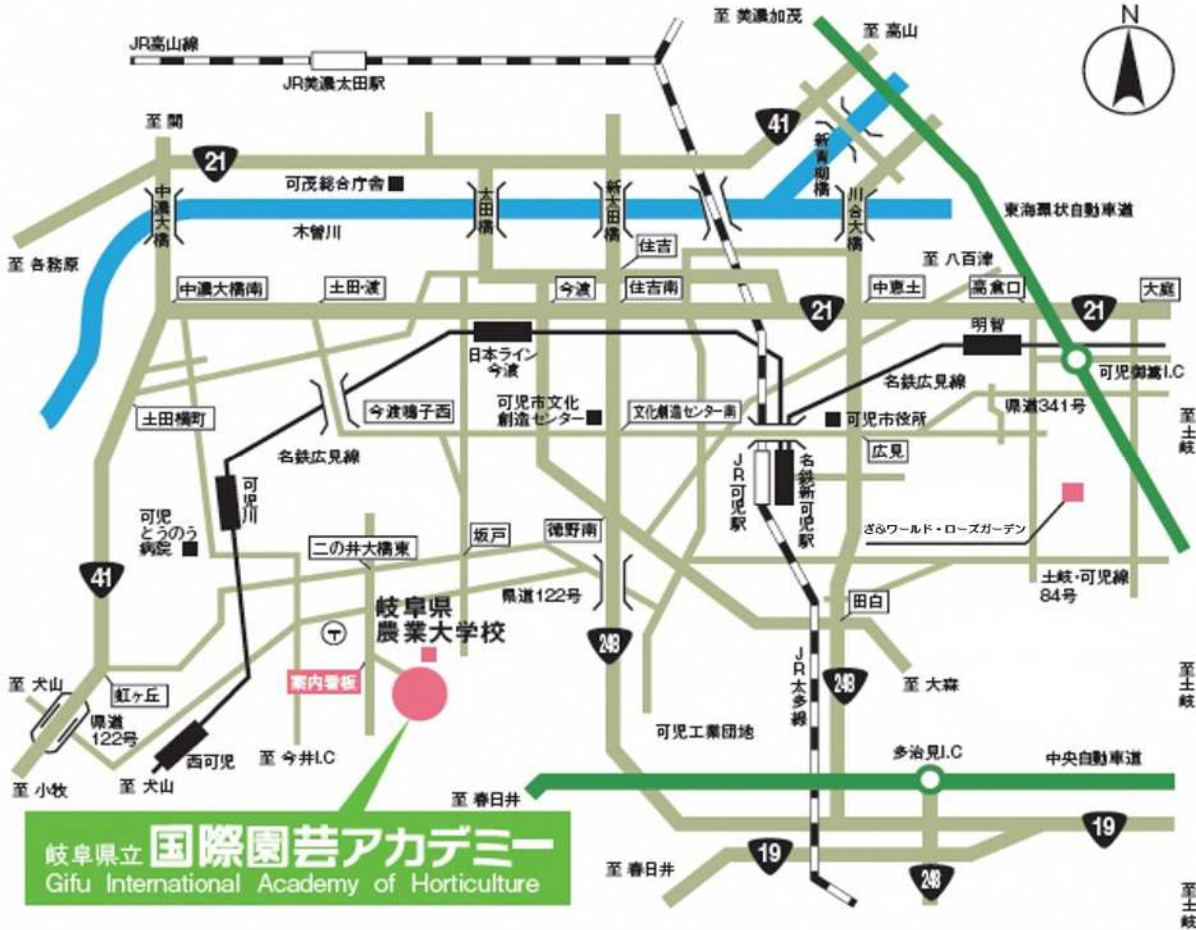 至 美濃加茂
N
至 高山
JR高山線
JR美濃太田駅
至 関
41
21
新青柳橋
可茂総合庁舎
中濃大橋
太田橋
新太田橋
川合大橋
東海環状自動車道
木曽川
住吉
至 各務原
至 八百津
中濃大橋南
土田・渡
今渡
住吉南
中恵土
高倉口
大庭
21
21
明智
日本ライン
今渡
可児御嵩I.C
名鉄広見線
県道341号
今渡鳴子西
可児市文化
創造センター
文化創造センター南
可児市役所
至土岐
土田横町
広見
名鉄広見線
JR可児駅
名鉄新可児駅
可児川
可児
とうのう
病院
ぎふワールド・ローズガーデン
二の井大橋東
坂戸
徳野南
41
県道122号
土岐・可児線
84号
岐阜県
農業大学校
田白
248
JR太多線
248
至 犬山
虹ヶ丘
案内看板
至 大森
至土岐
県道
122号
可児工業団地
西可児
至 今井I.C
多治見I.C
中央自動車道
至 小牧
至 犬山
至 春日井
岐阜県立 国際園芸アカデミー
Gifu International Academy of Horticulture
19
19
至 春日井
248
至土岐